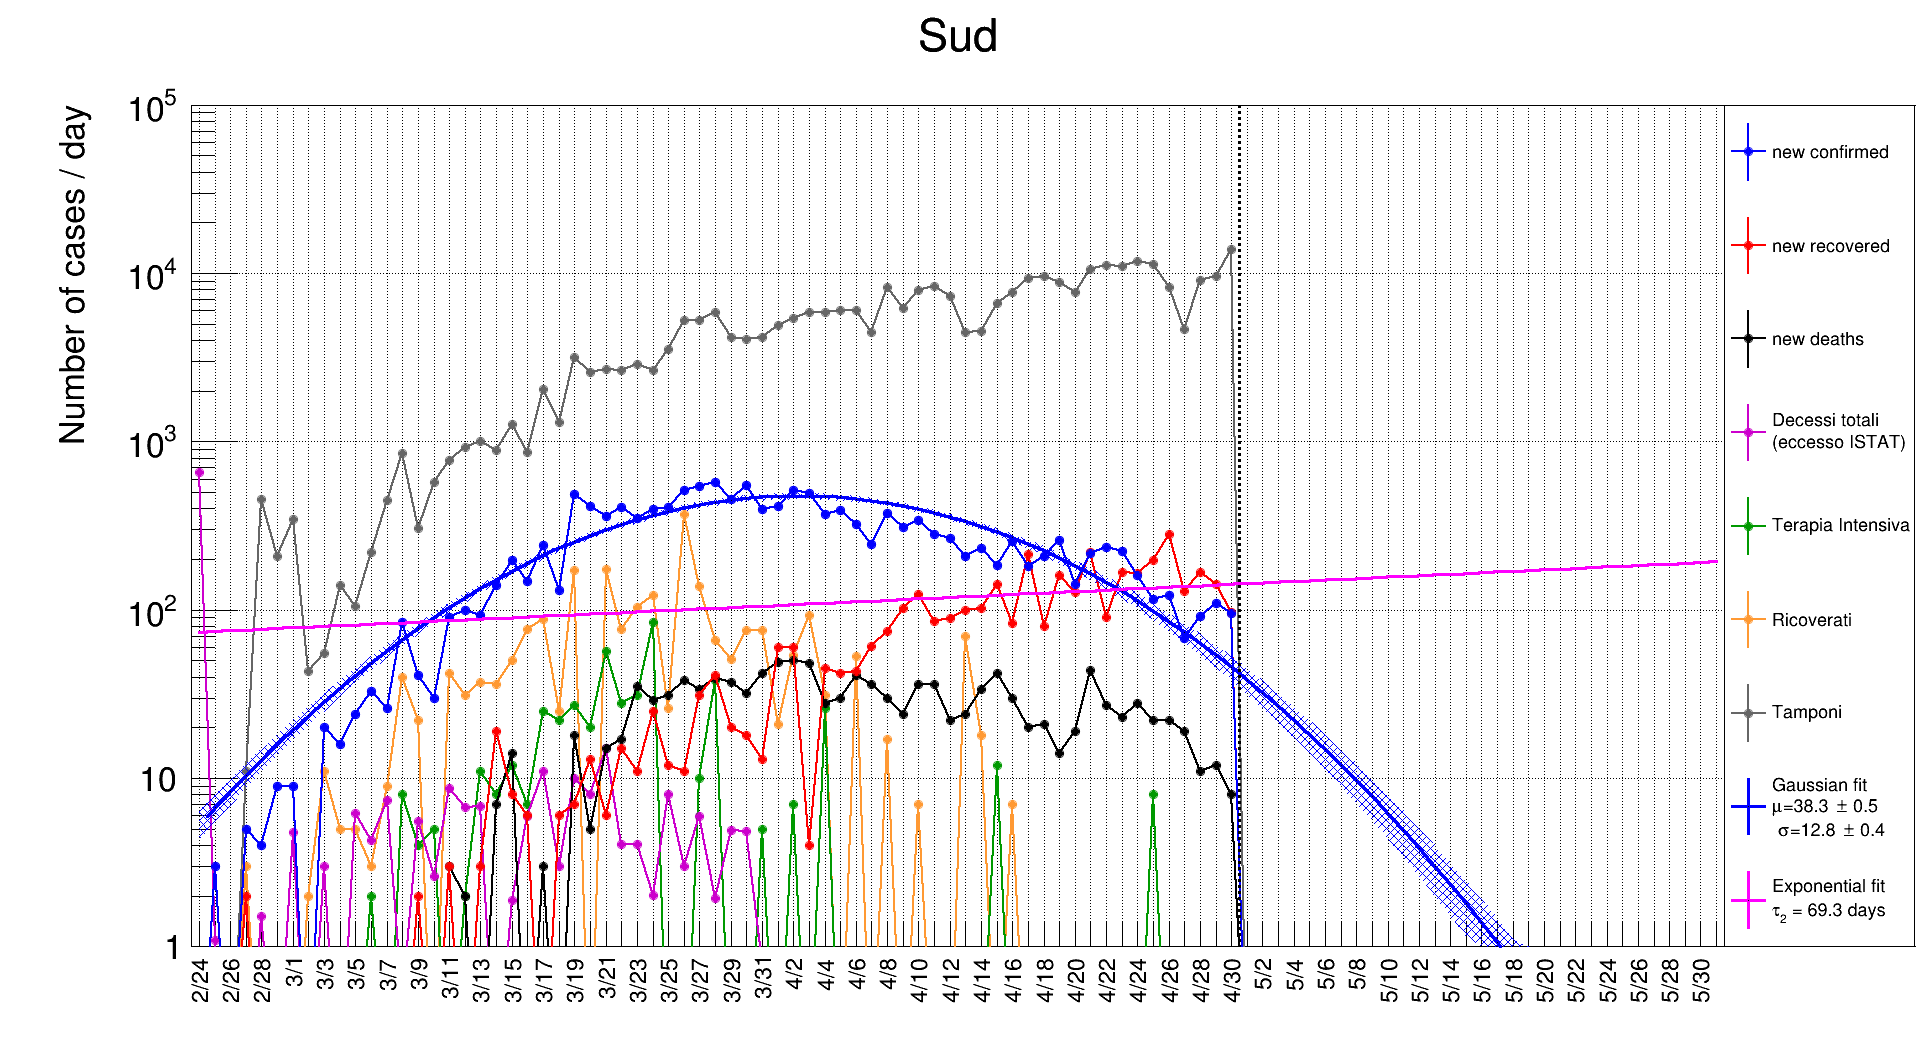 Sud
Number of cases / day
10^5
10^4
10^3
10^2
10
1
2/24 2/26 2/28 3/1 3/3 3/5 3/7 3/9 3/11 3/13 3/15 3/17 3/19 3/21 3/23 3/25 3/27 3/29 3/31 4/2 4/4 4/6 4/8 4/10 4/12 4/14 4/16 4/18 4/20 4/22 4/24 4/26 4/28 4/30 5/2 5/4 5/6 5/8 5/10 5/12 5/14 5/16 5/18 5/20 5/22 5/24 5/26 5/28 5/30
new confirmed
new recovered
new deaths
Decessi totali
(eccesso ISTAT)
Terapia Intensiva
Ricoverati
Tamponi
Gaussian fit
μ=38.3 ± 0.5
σ=12.8 ± 0.4
Exponential fit
τ₂ = 69.3 days